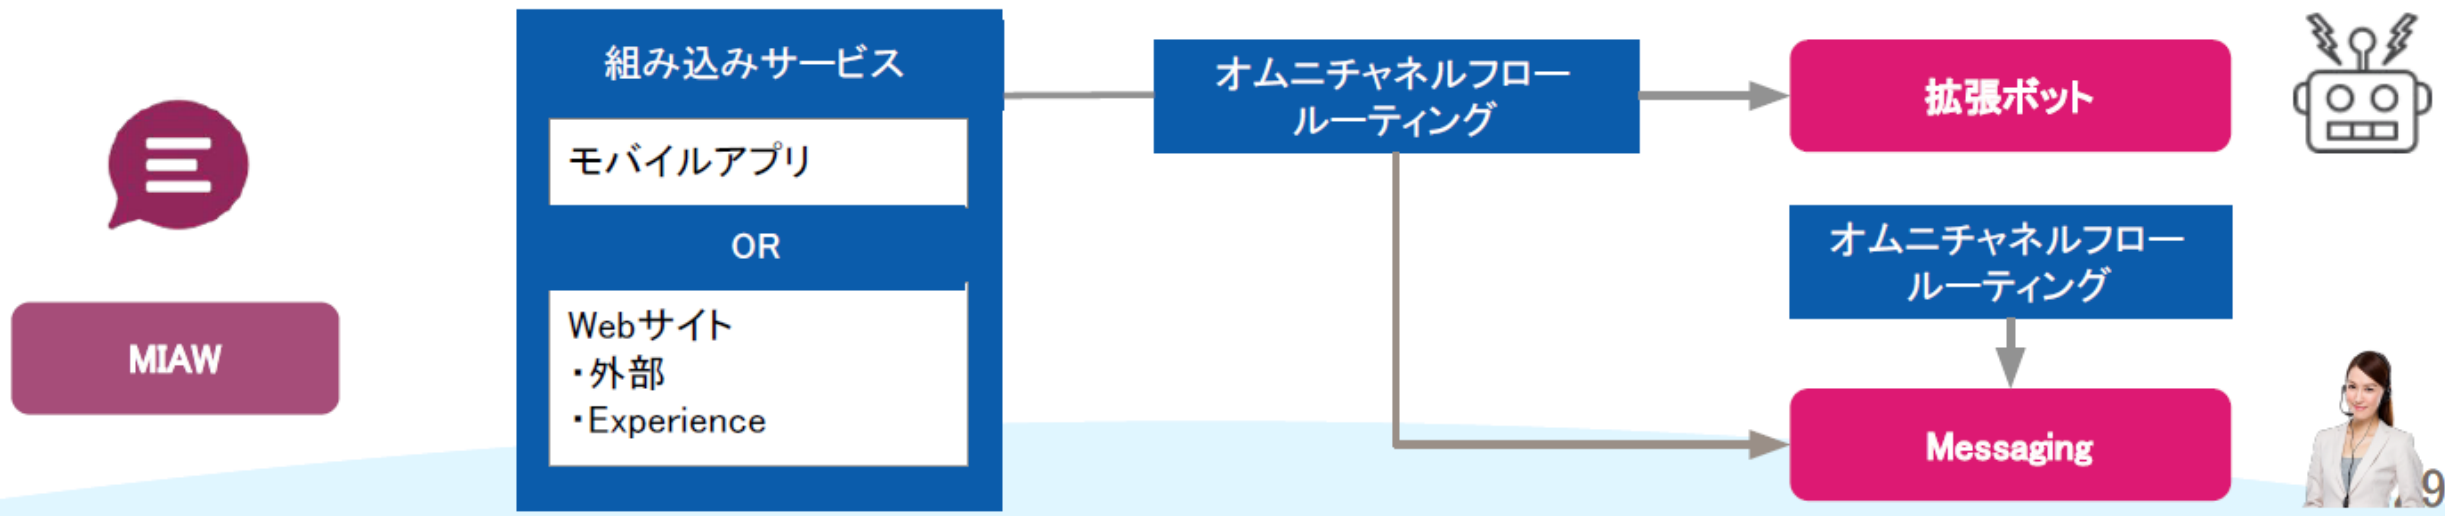 MIAW
組み込みサービス
モバイルアプリ
OR
Webサイト
・外部
・Experience
オムニチャネルフロー
ルーティング
拡張ボット
オムニチャネルフロー
ルーティング
Messaging
9